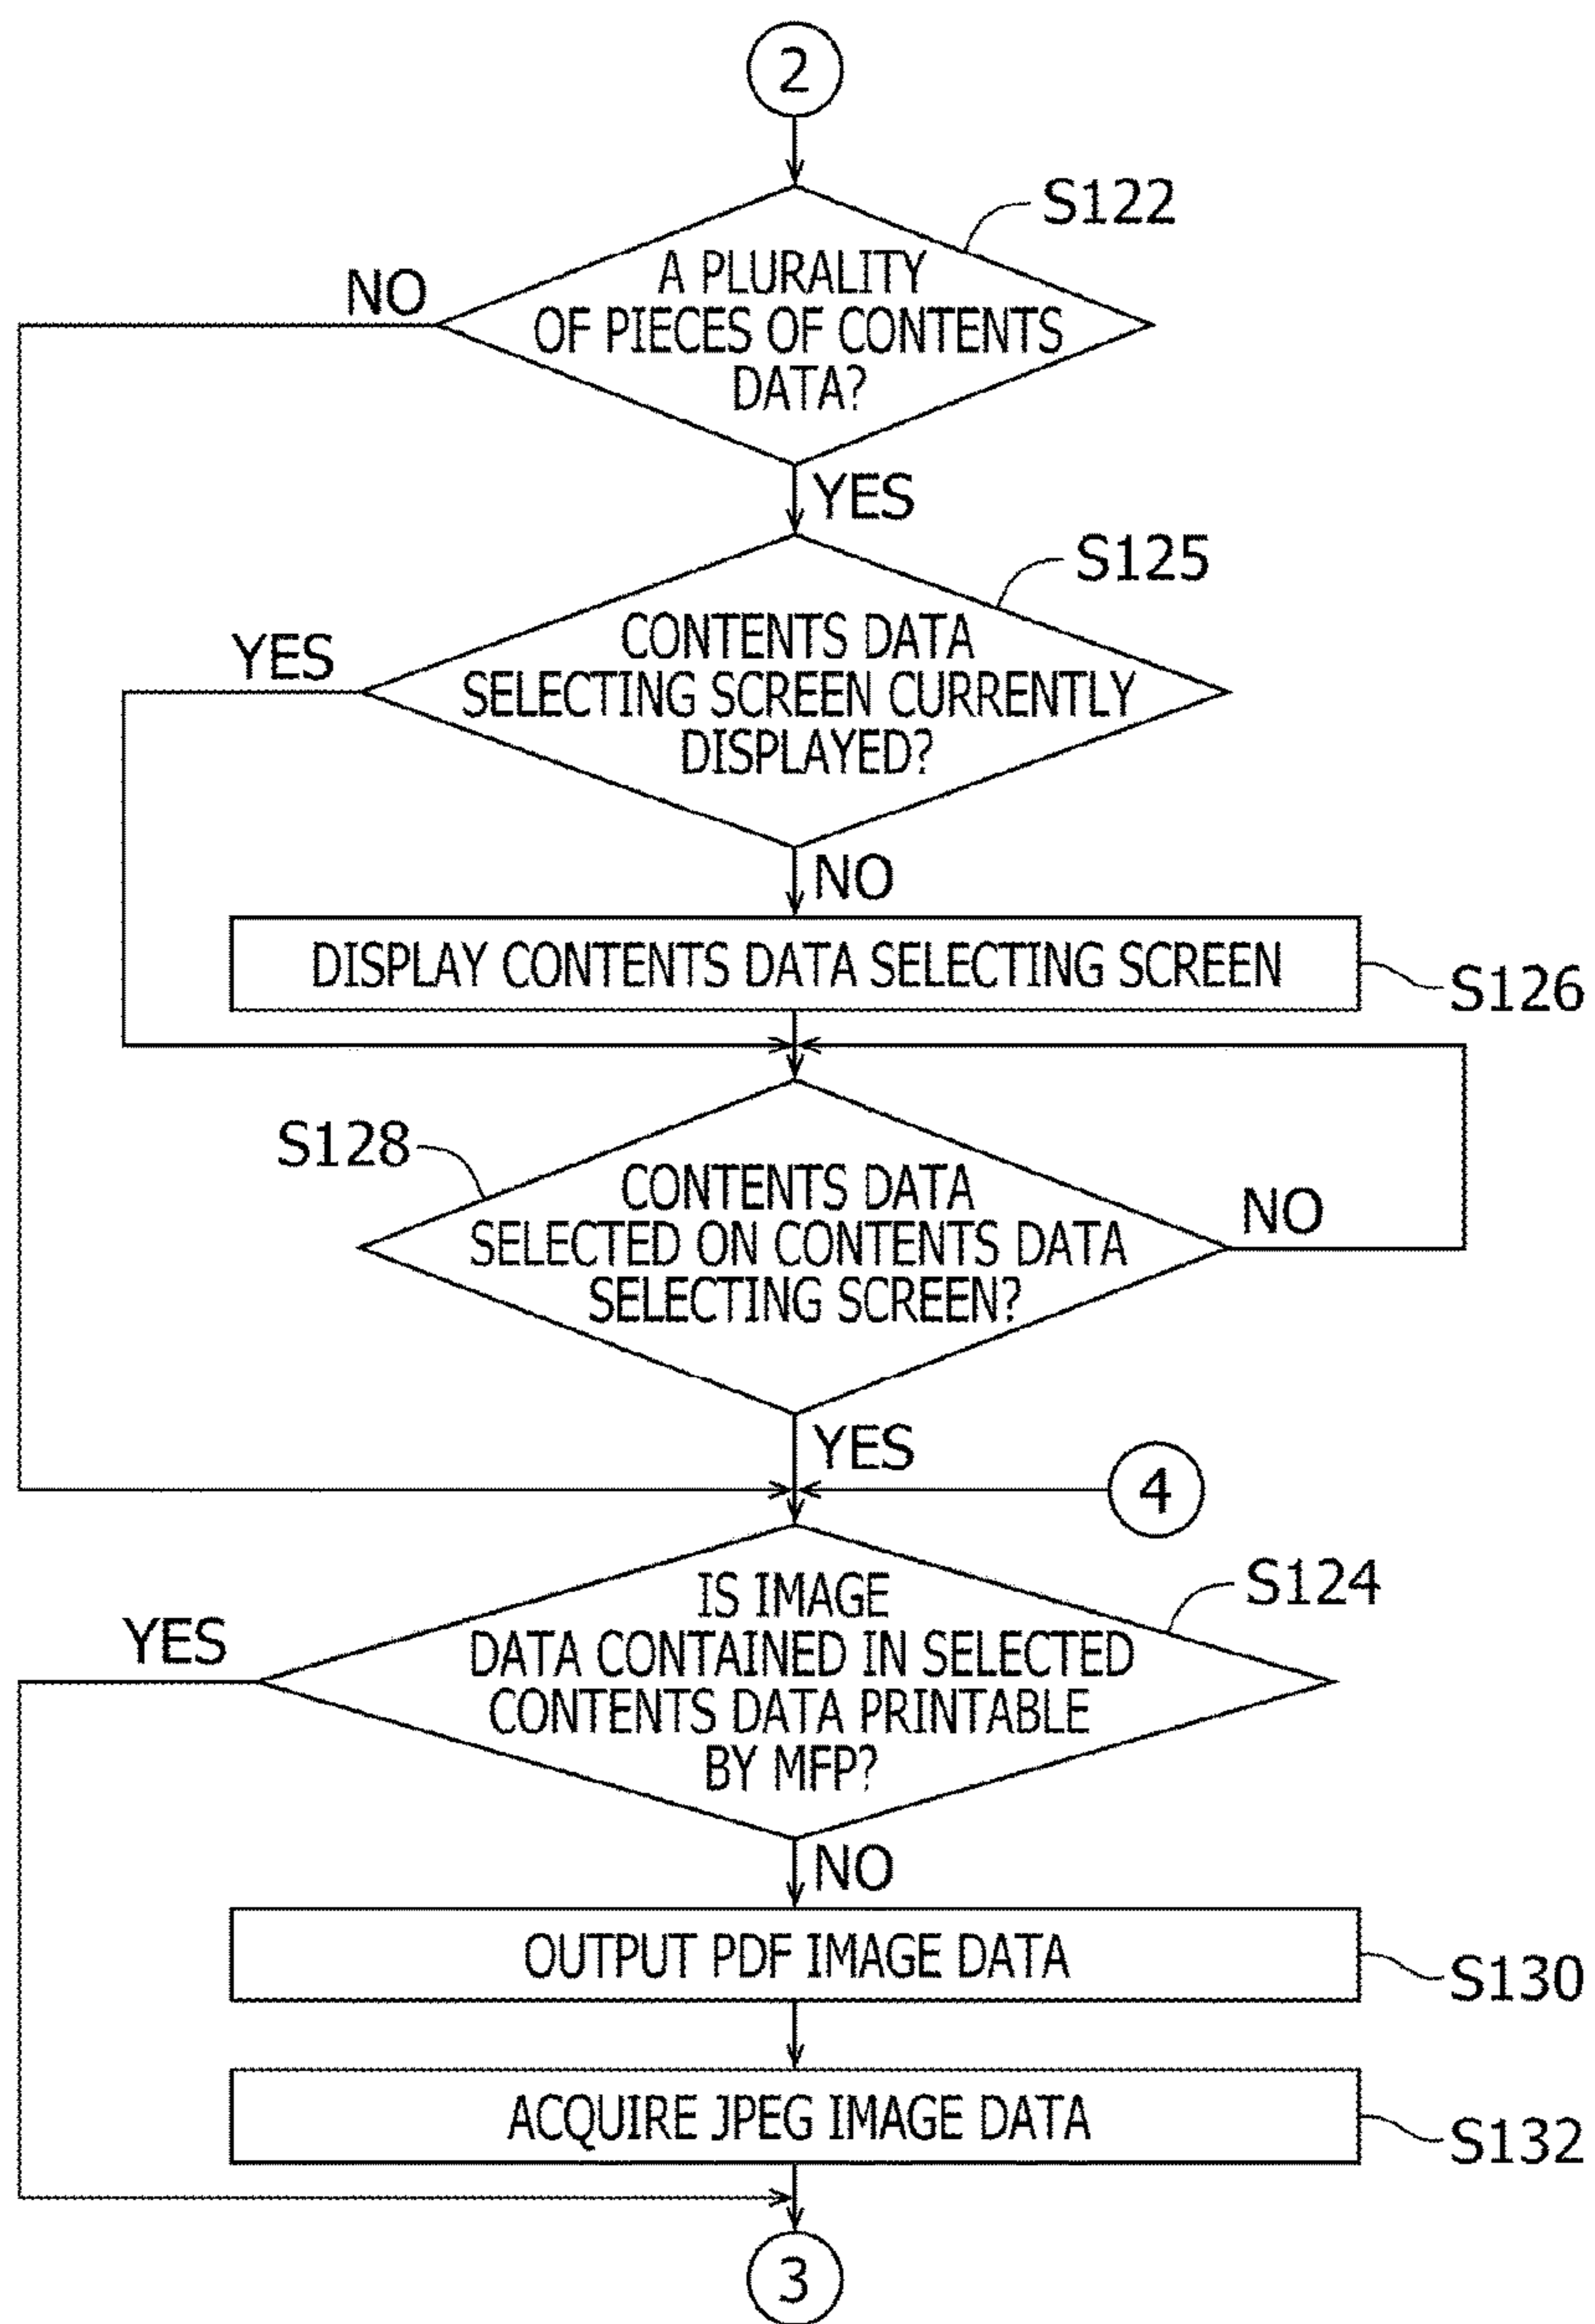 2
S122
NO
A PLURALITY
OF PIECES OF CONTENTS
DATA?
YES
S125
YES
CONTENTS DATA
SELECTING SCREEN CURRENTLY
DISPLAYED?
NO
DISPLAY CONTENTS DATA SELECTING SCREEN
S126
S128
CONTENTS DATA
SELECTED ON CONTENTS DATA
SELECTING SCREEN?
NO
YES
4
S124
YES
IS IMAGE
DATA CONTAINED IN SELECTED
CONTENTS DATA PRINTABLE
BY MFP?
NO
OUTPUT PDF IMAGE DATA
S130
ACQUIRE JPEG IMAGE DATA
S132
3